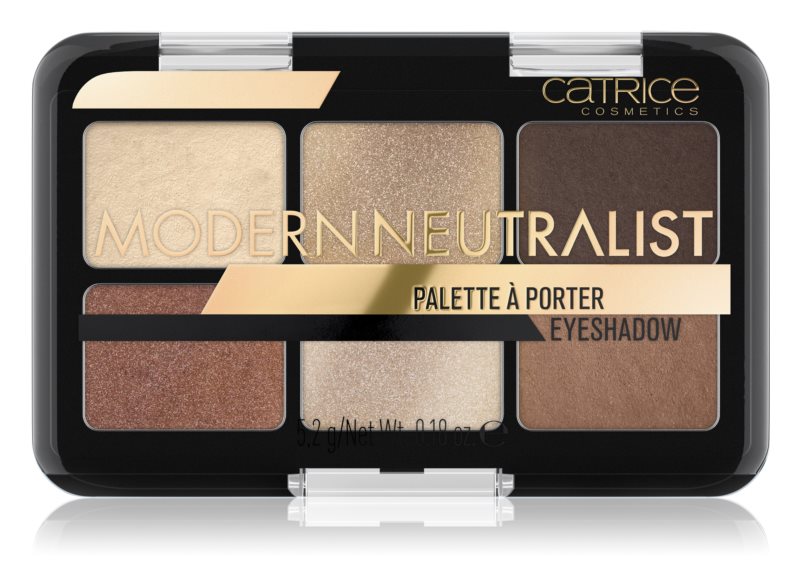 CATRICE
COSMETICS
MODERN NEUTRALIST
PALETTE À PORTER
EYESHADOW
5,2 g/Net Wt. 0.18 oz. ℮